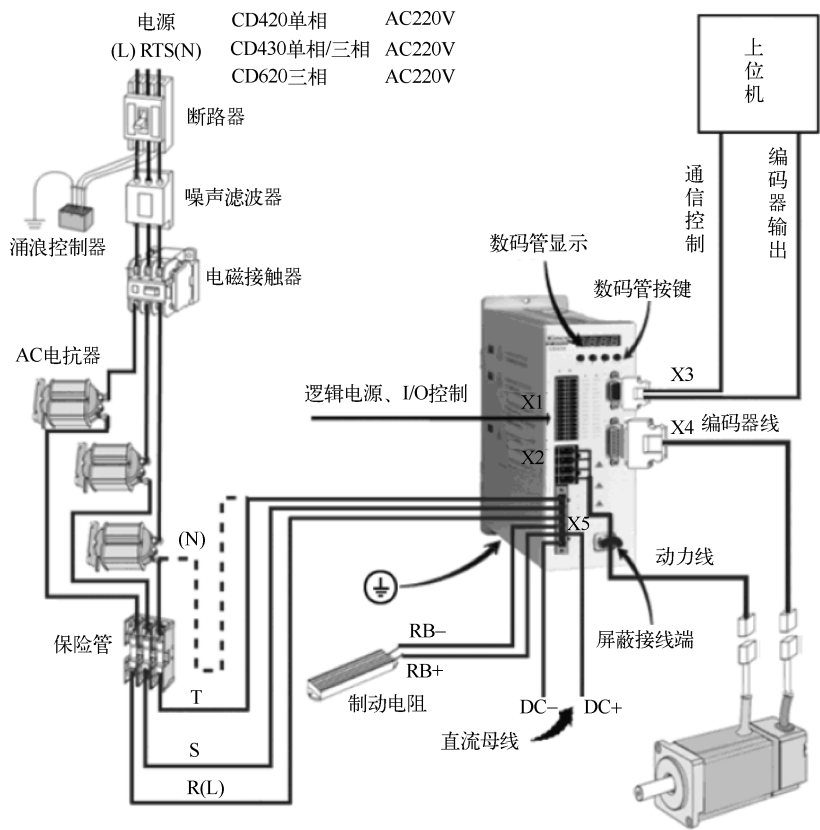 电源
(L) RTS(N)
CD420单相 AC220V
CD430单相/三相 AC220V
CD620三相 AC220V
上位机
断路器
通信控制
编码器输出
噪声滤波器
涌浪控制器
数码管显示
电磁接触器
数码管按键
AC电抗器
X3
逻辑电源、I/O控制
X1
X4 编码器线
X2
X5
(N)
动力线
保险管
RB−
屏蔽接线端
RB+
T
制动电阻
DC− DC+
直流母线
S
R(L)